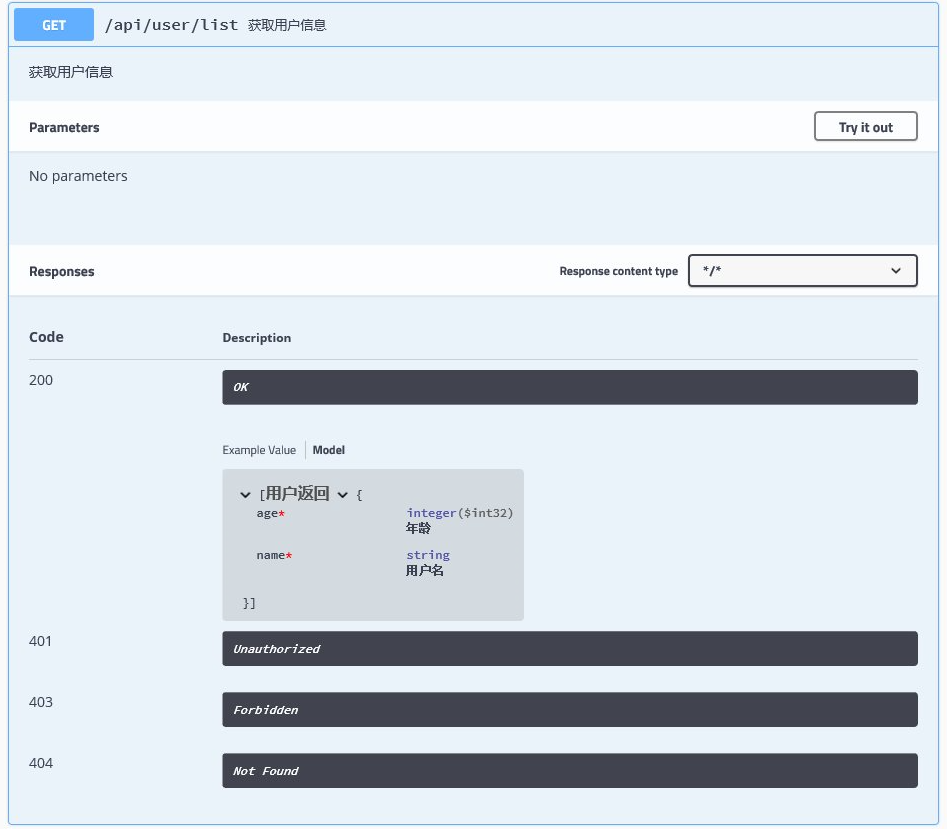 GET /api/user/list 获取用户信息
获取用户信息
Parameters Try it out
No parameters
Responses Response content type */*
Code Description
200 OK
Example Value Model
[用户返回 {
age* integer($int32)
年龄
name* string
用户名
}]
401 Unauthorized
403 Forbidden
404 Not Found